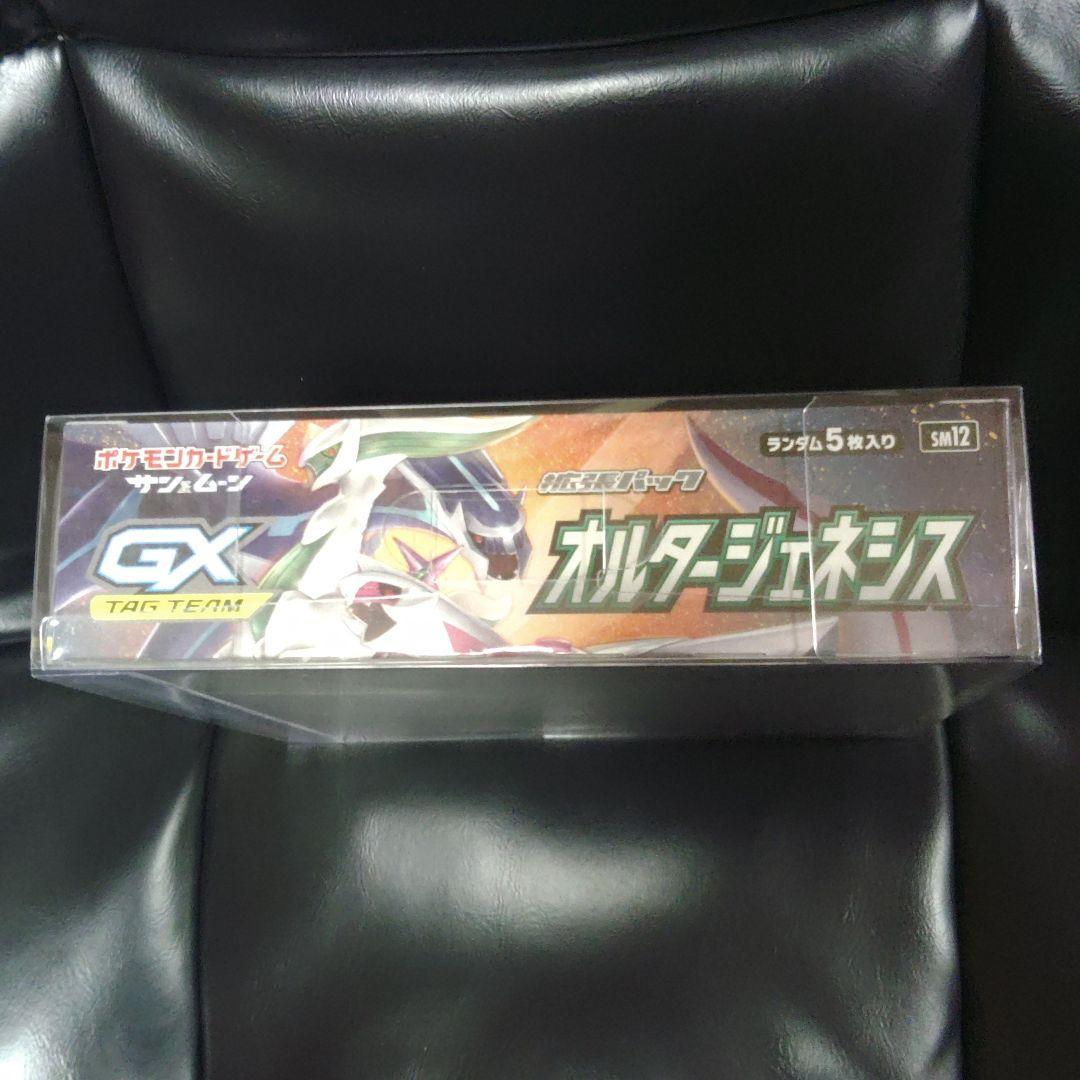 ポケモンカードゲーム
サン&ムーン
GX
TAG TEAM
拡張パック
オルタージェネシス
ランダム5枚入り
SM12